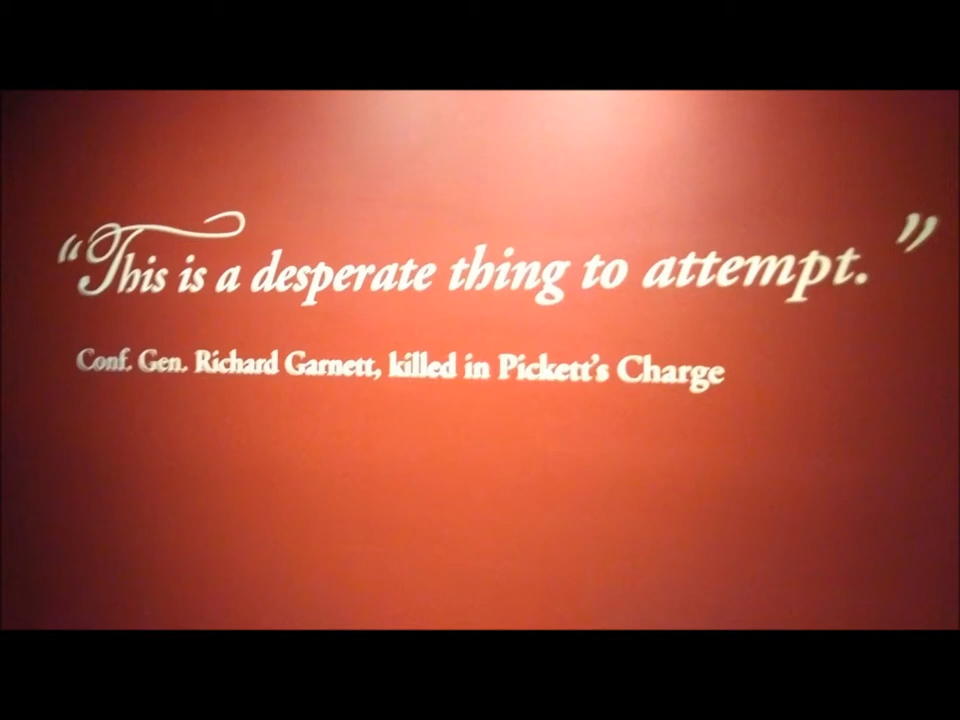 “This is a desperate thing to attempt.”
Conf. Gen. Richard Garnett, killed in Pickett’s Charge